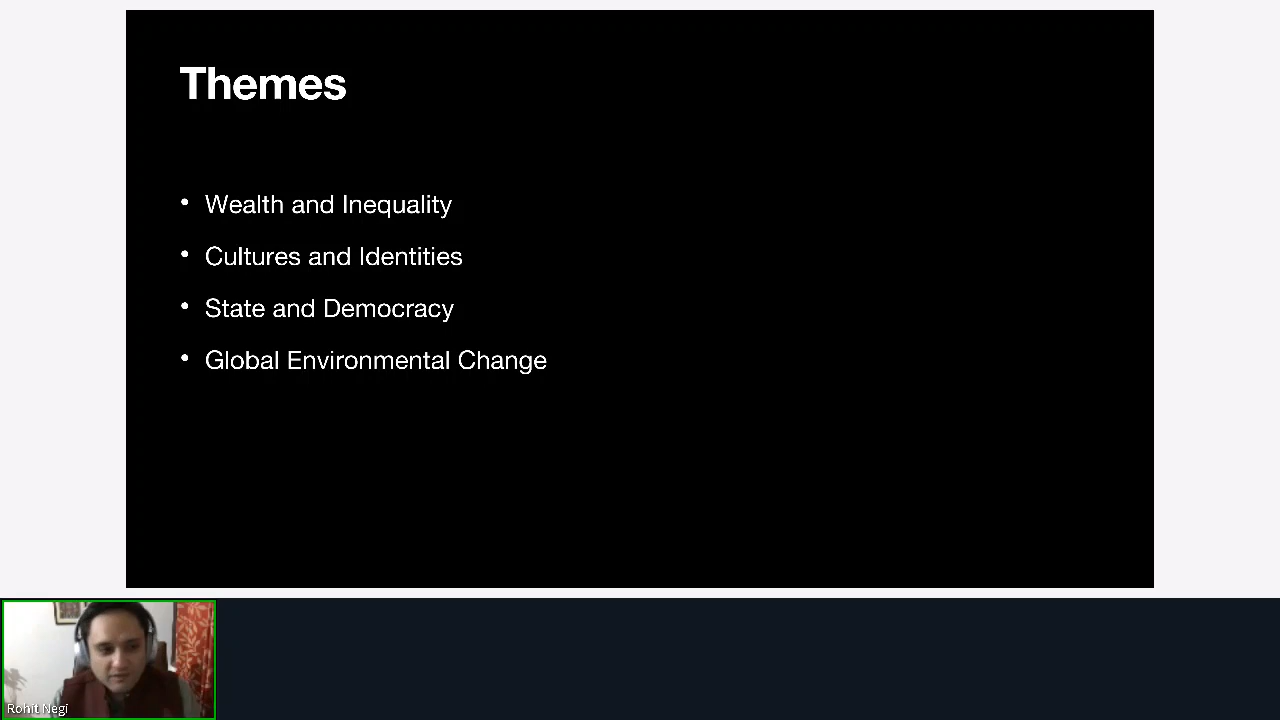 Themes
• Wealth and Inequality
• Cultures and Identities
• State and Democracy
• Global Environmental Change
Rohit Negi